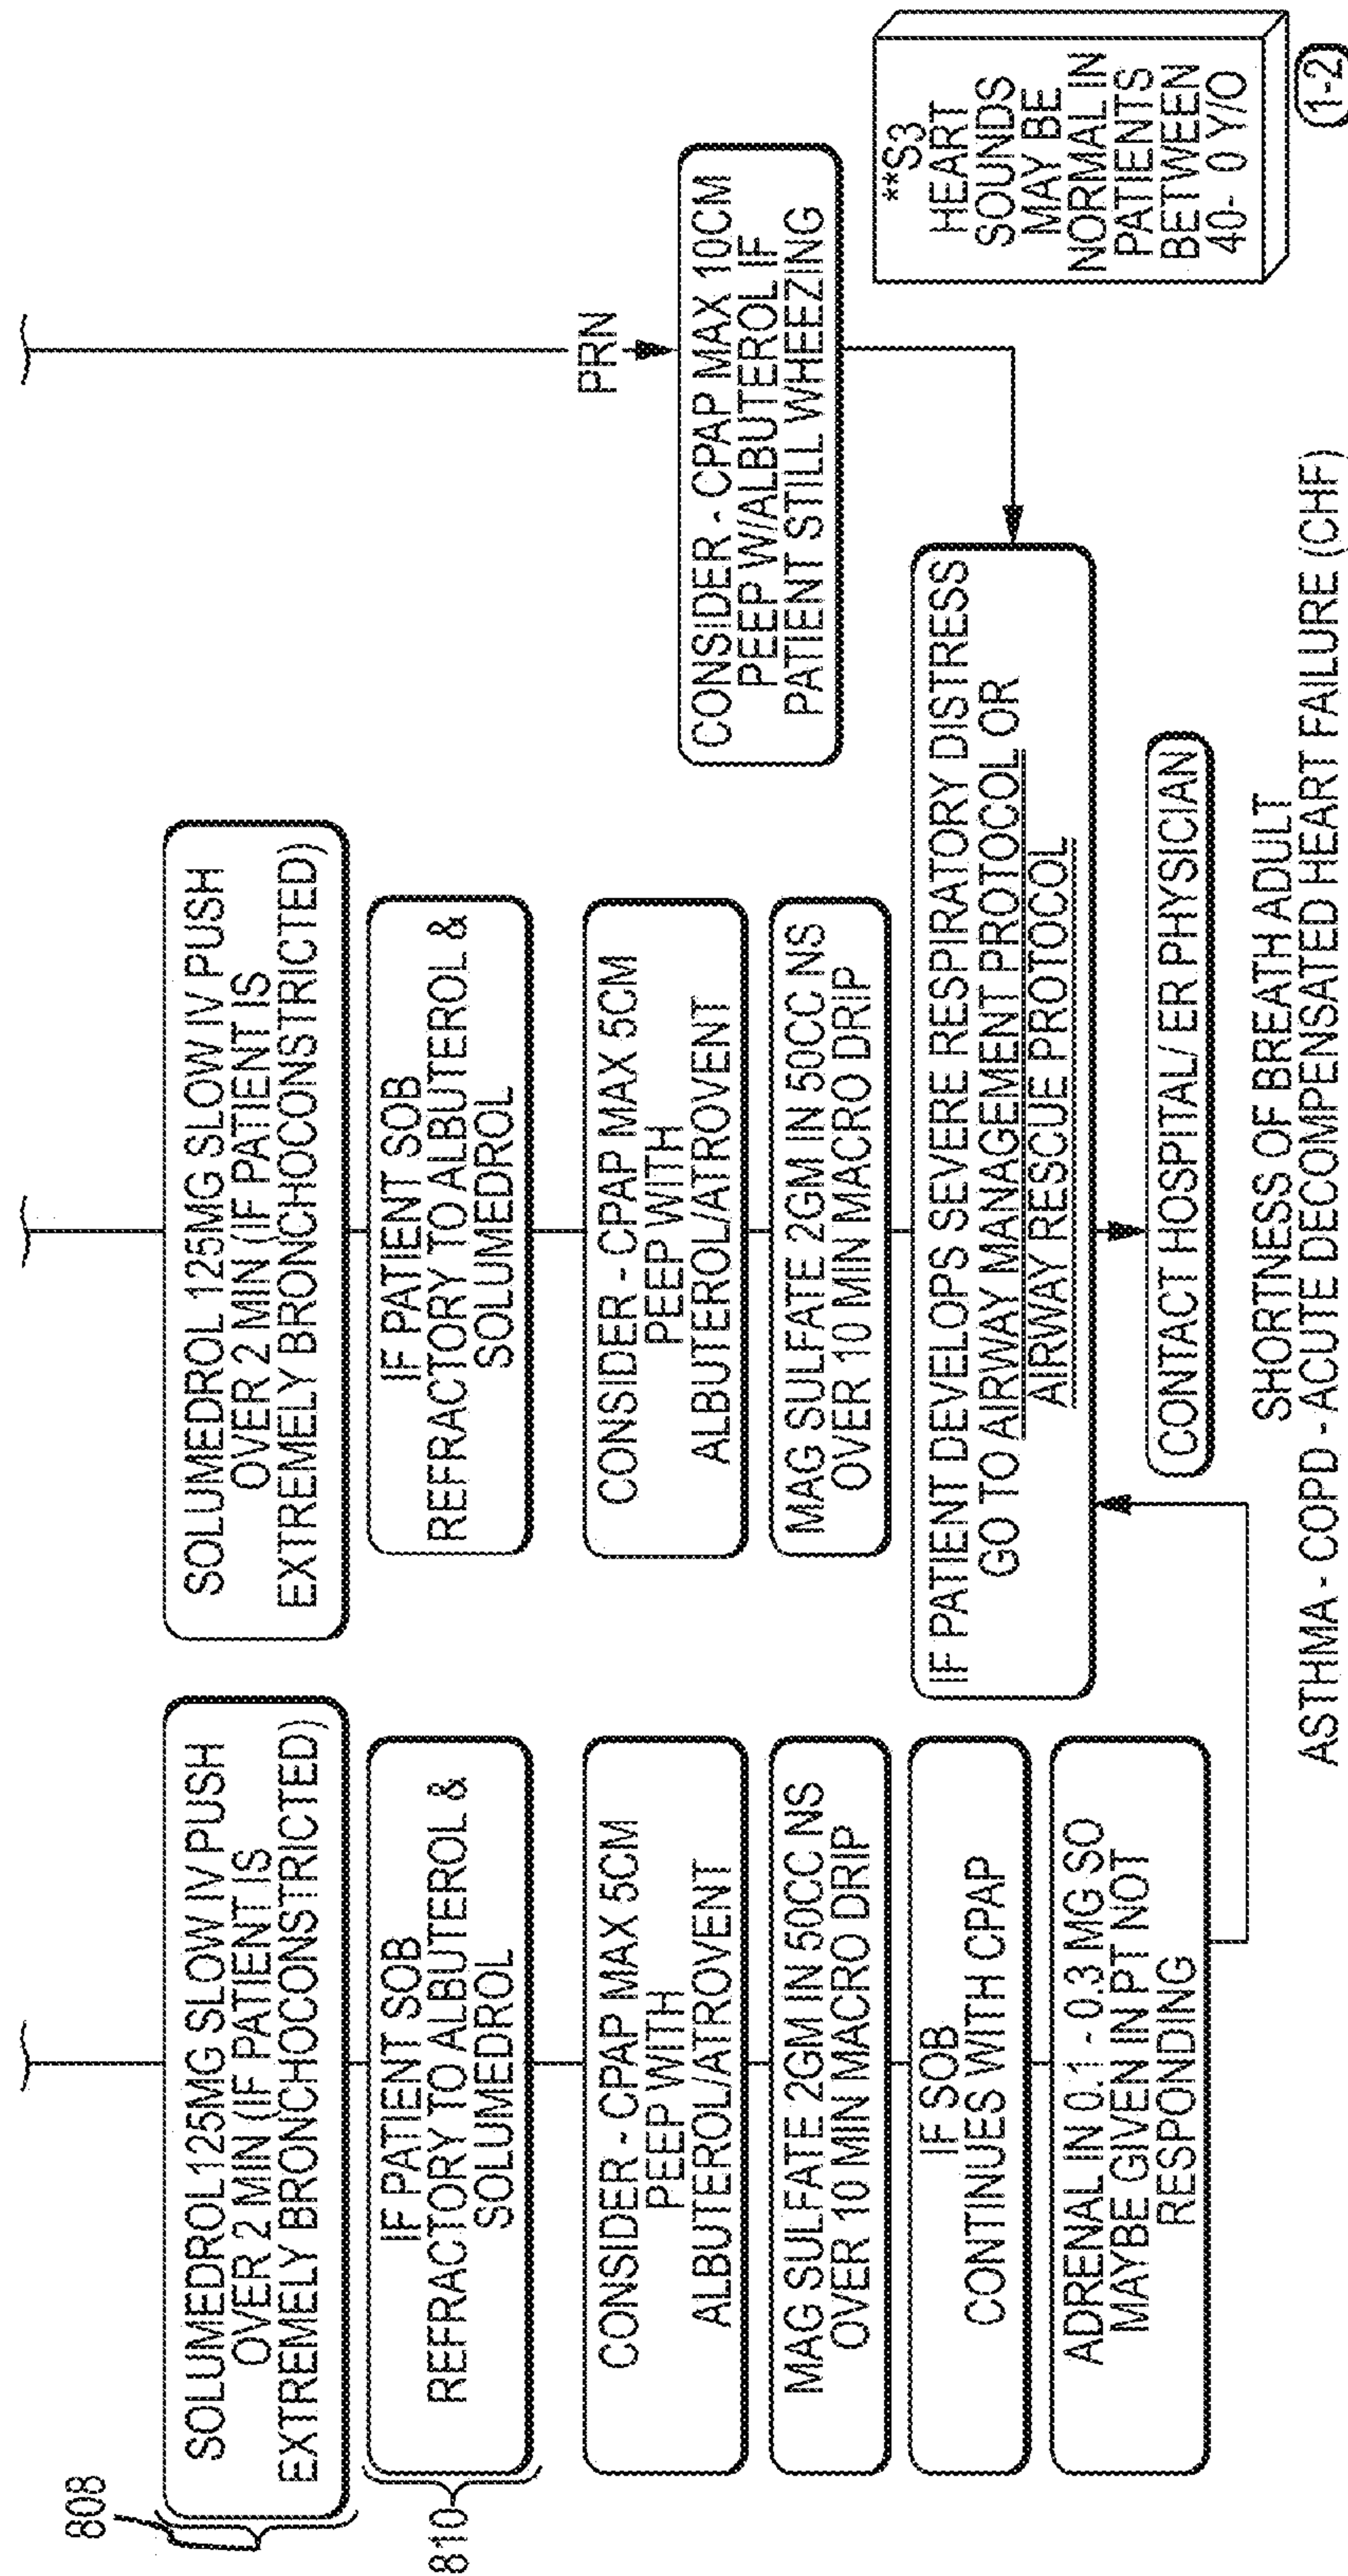 808
SOLUMEDROL125MG SLOW IV PUSH
OVER 2 MIN (IF PATIENT IS
EXTREMELY BRONCHOCONSTRICTED)
810
IF PATIENT SOB
REFRACTORY TO ALBUTEROL &
SOLUMEDROL
CONSIDER - CPAP MAX 5CM
PEEP WITH
ALBUTEROL/ATROVENT
MAG SULFATE 2GM IN 50CC NS
OVER 10 MIN MACRO DRIP
IF SOB
CONTINUES WITH CPAP
ADRENAL IN 0.1 - 0.3 MG SO
MAYBE GIVEN IN PT NOT
RESPONDING
SOLUMEDROL 125MG SLOW IV PUSH
OVER 2 MIN (IF PATIENT IS
EXTREMELY BRONCHOCONSTRICTED)
IF PATIENT SOB
REFRACTORY TO ALBUTEROL &
SOLUMEDROL
CONSIDER - CPAP MAX 5CM
PEEP WITH
ALBUTEROL/ATROVENT
MAG SULFATE 2GM IN 50CC NS
OVER 10 MIN MACRO DRIP
IF PATIENT DEVELOPS SEVERE RESPIRATORY DISTRESS
GO TO AIRWAY MANAGEMENT PROTOCOL OR
AIRWAY RESCUE PROTOCOL
CONTACT HOSPITAL/ ER PHYSICIAN
PRN
CONSIDER - CPAP MAX 10CM
PEEP W/ALBUTEROL IF
PATIENT STILL WHEEZING
**S3
HEART
SOUNDS
MAY BE
NORMAL IN
PATIENTS
BETWEEN
40- 0 Y/O
SHORTNESS OF BREATH ADULT
ASTHMA - COPD - ACUTE DECOMPENSATED HEART FAILURE (CHF)
(1-2)